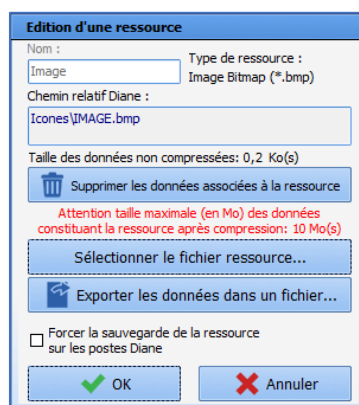 Edition d'une ressource
Nom :
Image
Type de ressource :
Image Bitmap (*.bmp)
Chemin relatif Diane :
Icones\IMAGE.bmp
Taille des données non compressées: 0,2 Ko(s)
Supprimer les données associées à la ressource
Attention taille maximale (en Mo) des données
constituant la ressource après compression: 10 Mo(s)
Sélectionner le fichier ressource...
Exporter les données dans un fichier...
Forcer la sauvegarde de la ressource
sur les postes Diane
OK
Annuler